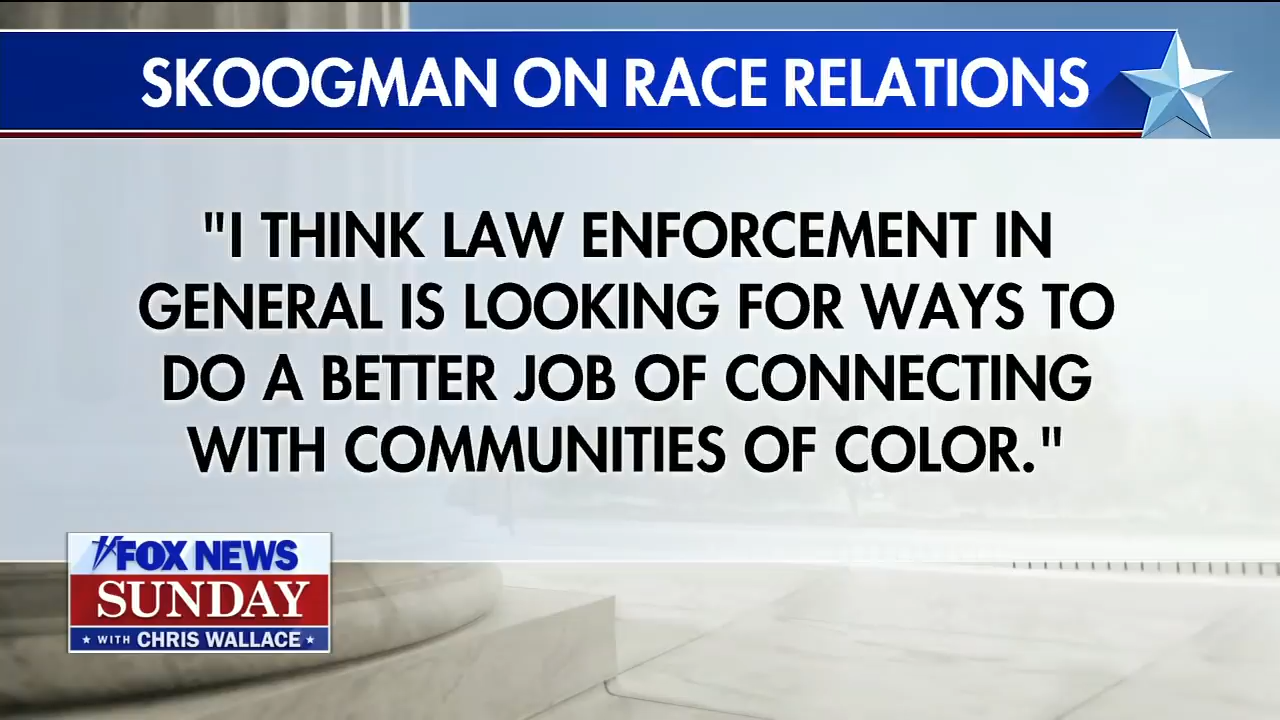 SKOOGMAN ON RACE RELATIONS
"I THINK LAW ENFORCEMENT IN
GENERAL IS LOOKING FOR WAYS TO
DO A BETTER JOB OF CONNECTING
WITH COMMUNITIES OF COLOR."
FOX NEWS
SUNDAY
WITH CHRIS WALLACE